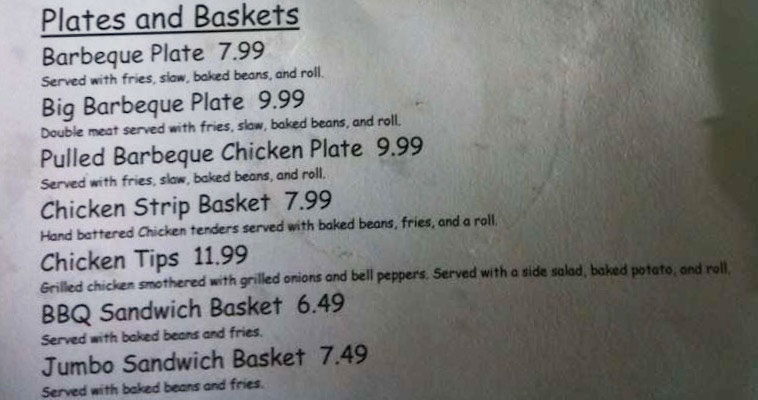 Plates and Baskets
Barbeque Plate 7.99
Served with fries, slaw, baked beans, and roll.
Big Barbeque Plate 9.99
Double meat served with fries, slaw, baked beans, and roll.
Pulled Barbeque Chicken Plate 9.99
Served with fries, slaw, baked beans, and roll.
Chicken Strip Basket 7.99
Hand battered Chicken tenders served with baked beans, fries, and a roll.
Chicken Tips 11.99
Grilled chicken smothered with grilled onions and bell peppers. Served with a side salad, baked potato, and roll.
BBQ Sandwich Basket 6.49
Served with baked beans and fries.
Jumbo Sandwich Basket 7.49
Served with baked beans and fries.